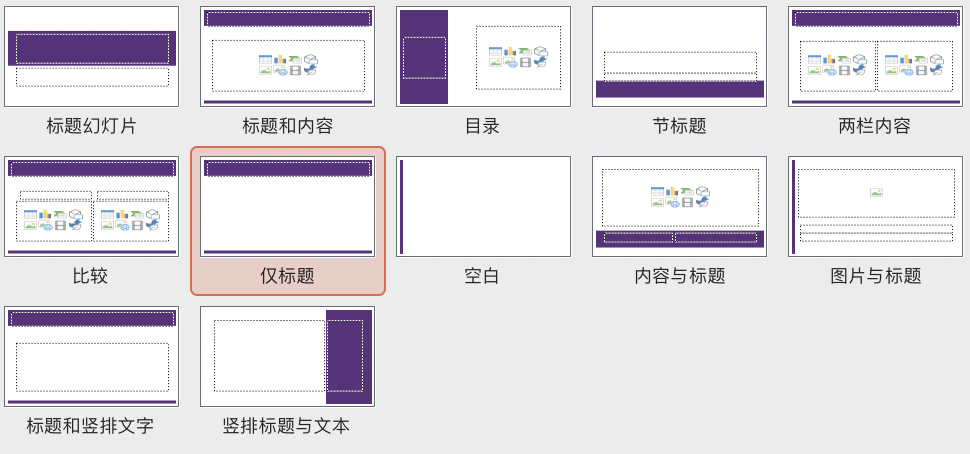 标题幻灯片
标题和内容
目录
节标题
两栏内容
比较
仅标题
空白
内容与标题
图片与标题
标题和竖排文字
竖排标题与文本